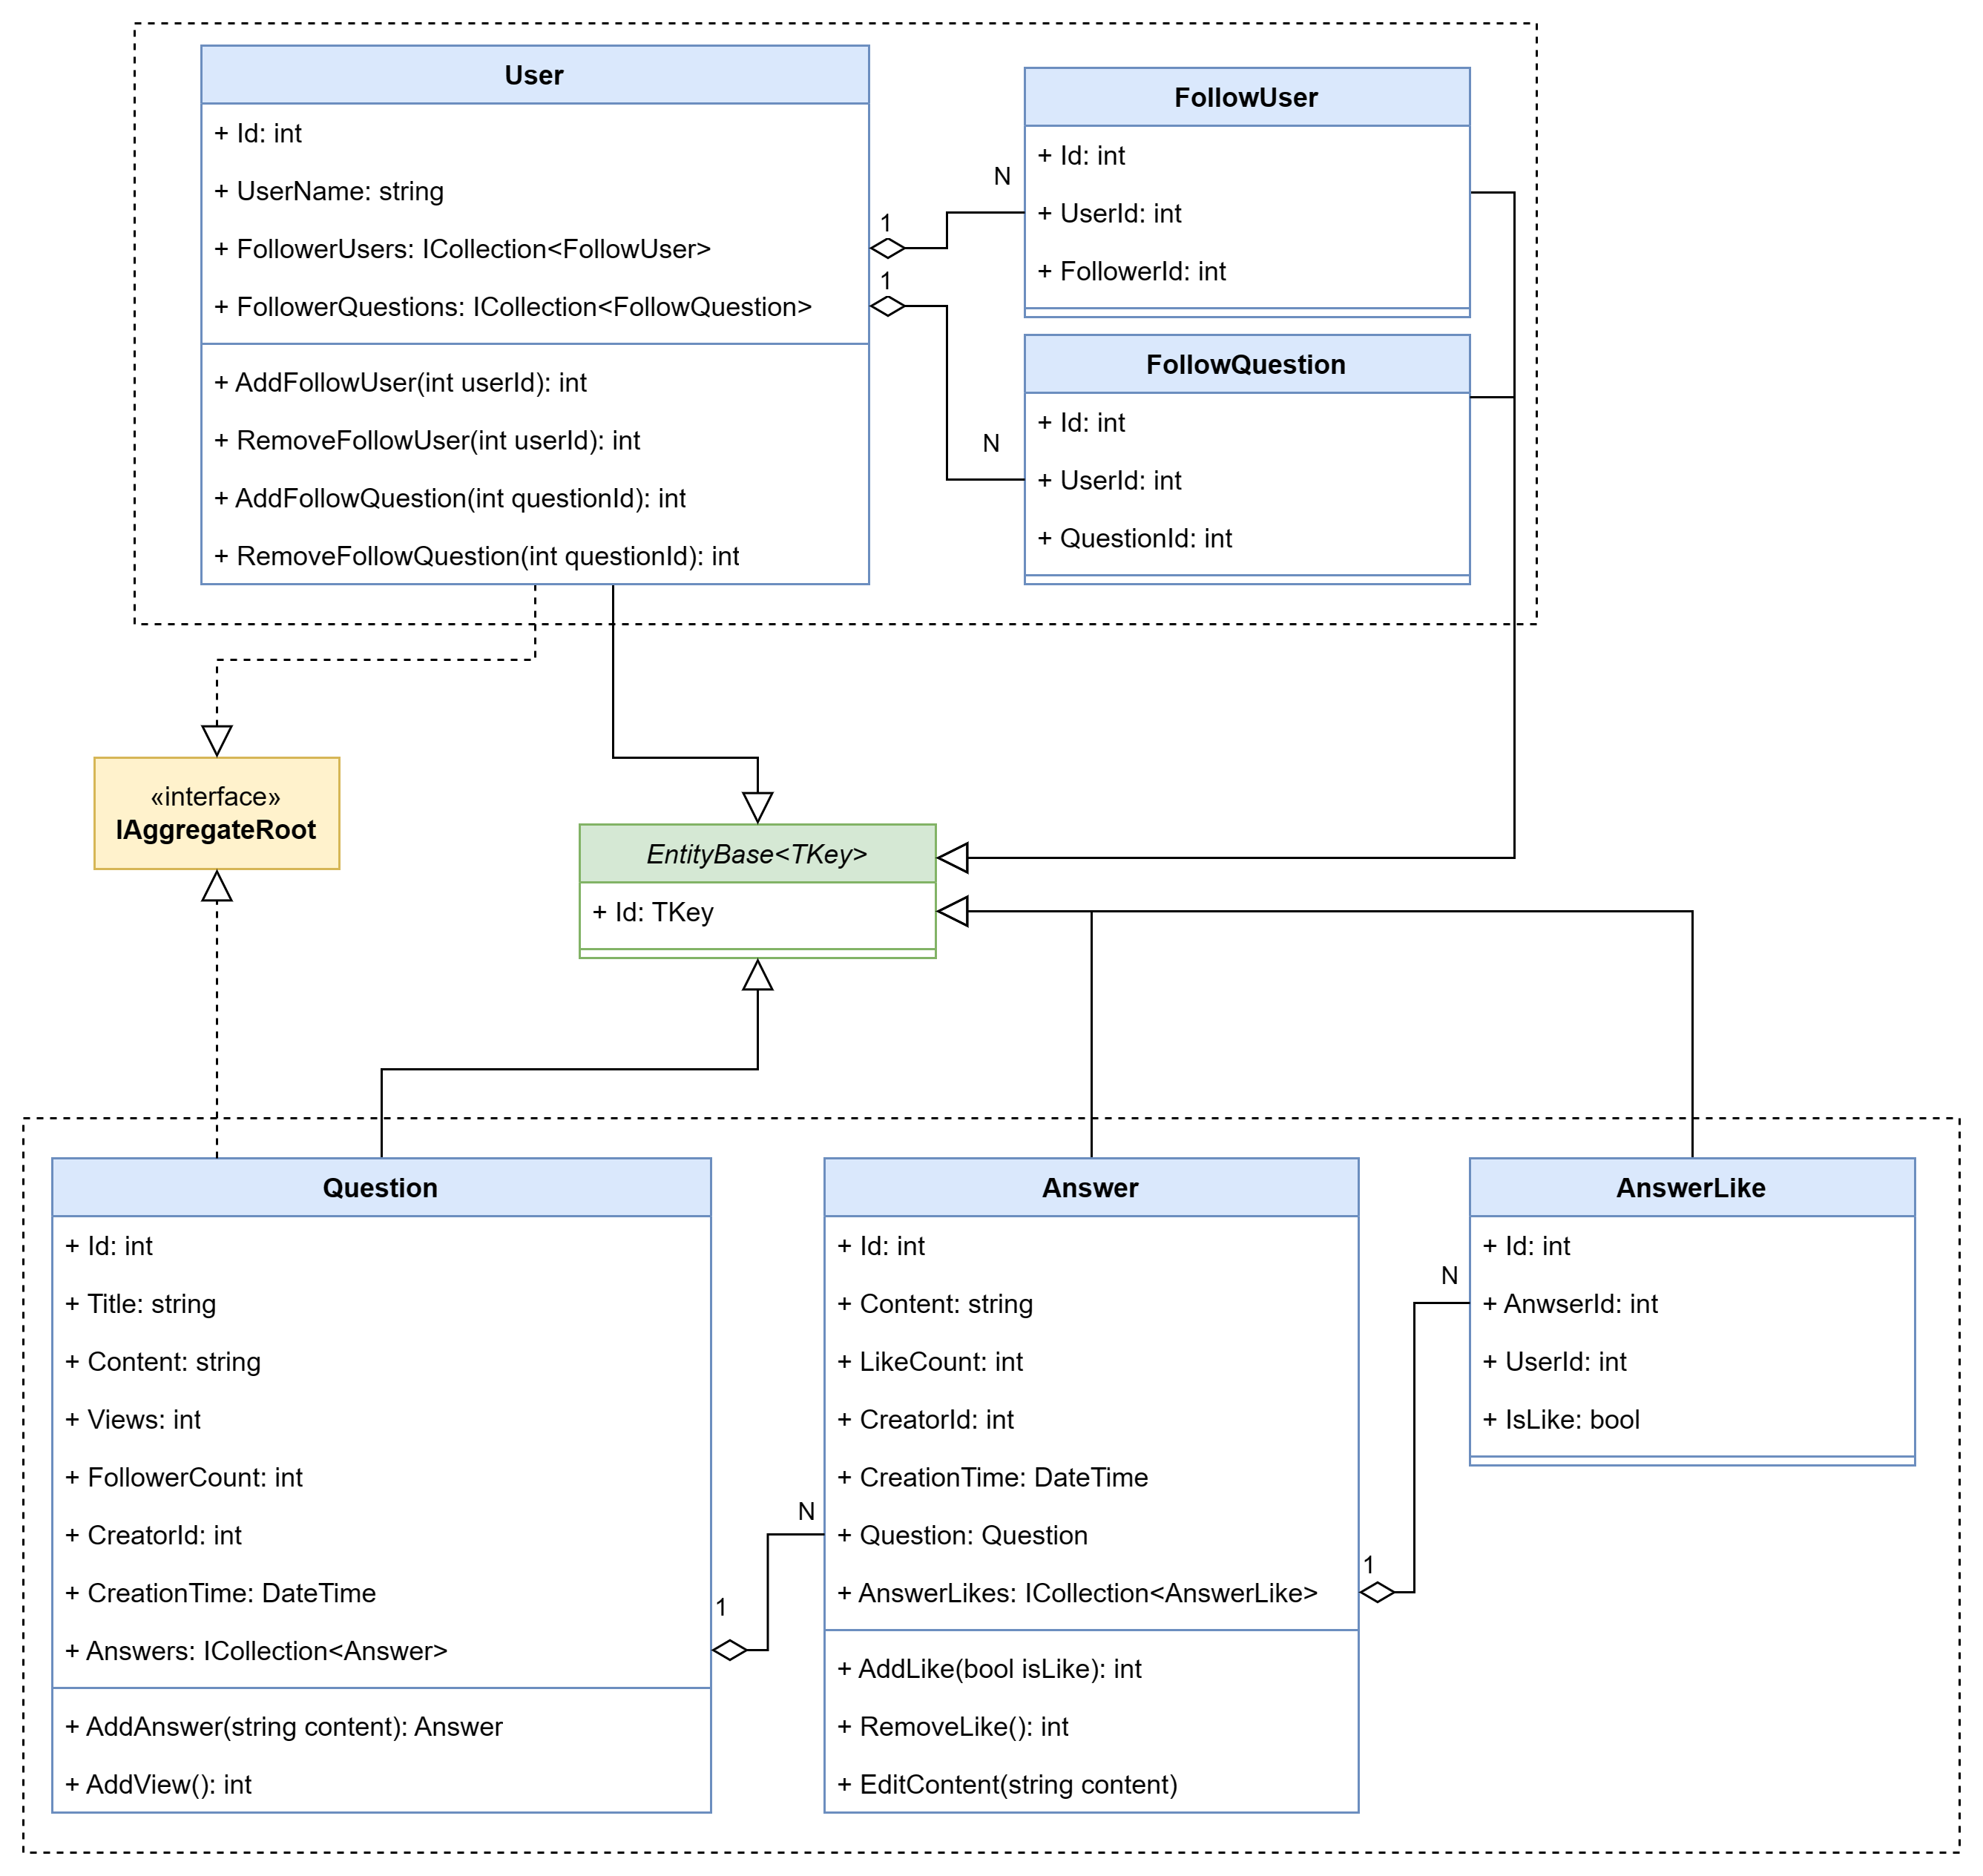 User
+ Id: int
+ UserName: string
+ FollowerUsers: ICollection<FollowUser>
+ FollowerQuestions: ICollection<FollowQuestion>
+ AddFollowUser(int userId): int
+ RemoveFollowUser(int userId): int
+ AddFollowQuestion(int questionId): int
+ RemoveFollowQuestion(int questionId): int
1
N
1
N
FollowUser
+ Id: int
+ UserId: int
+ FollowerId: int
FollowQuestion
+ Id: int
+ UserId: int
+ QuestionId: int
«interface»
IAggregateRoot
EntityBase<TKey>
+ Id: TKey
Question
+ Id: int
+ Title: string
+ Content: string
+ Views: int
+ FollowerCount: int
+ CreatorId: int
+ CreationTime: DateTime
+ Answers: ICollection<Answer>
+ AddAnswer(string content): Answer
+ AddView(): int
1
N
Answer
+ Id: int
+ Content: string
+ LikeCount: int
+ CreatorId: int
+ CreationTime: DateTime
+ Question: Question
+ AnswerLikes: ICollection<AnswerLike>
+ AddLike(bool isLike): int
+ RemoveLike(): int
+ EditContent(string content)
1
N
AnswerLike
+ Id: int
+ AnwserId: int
+ UserId: int
+ IsLike: bool